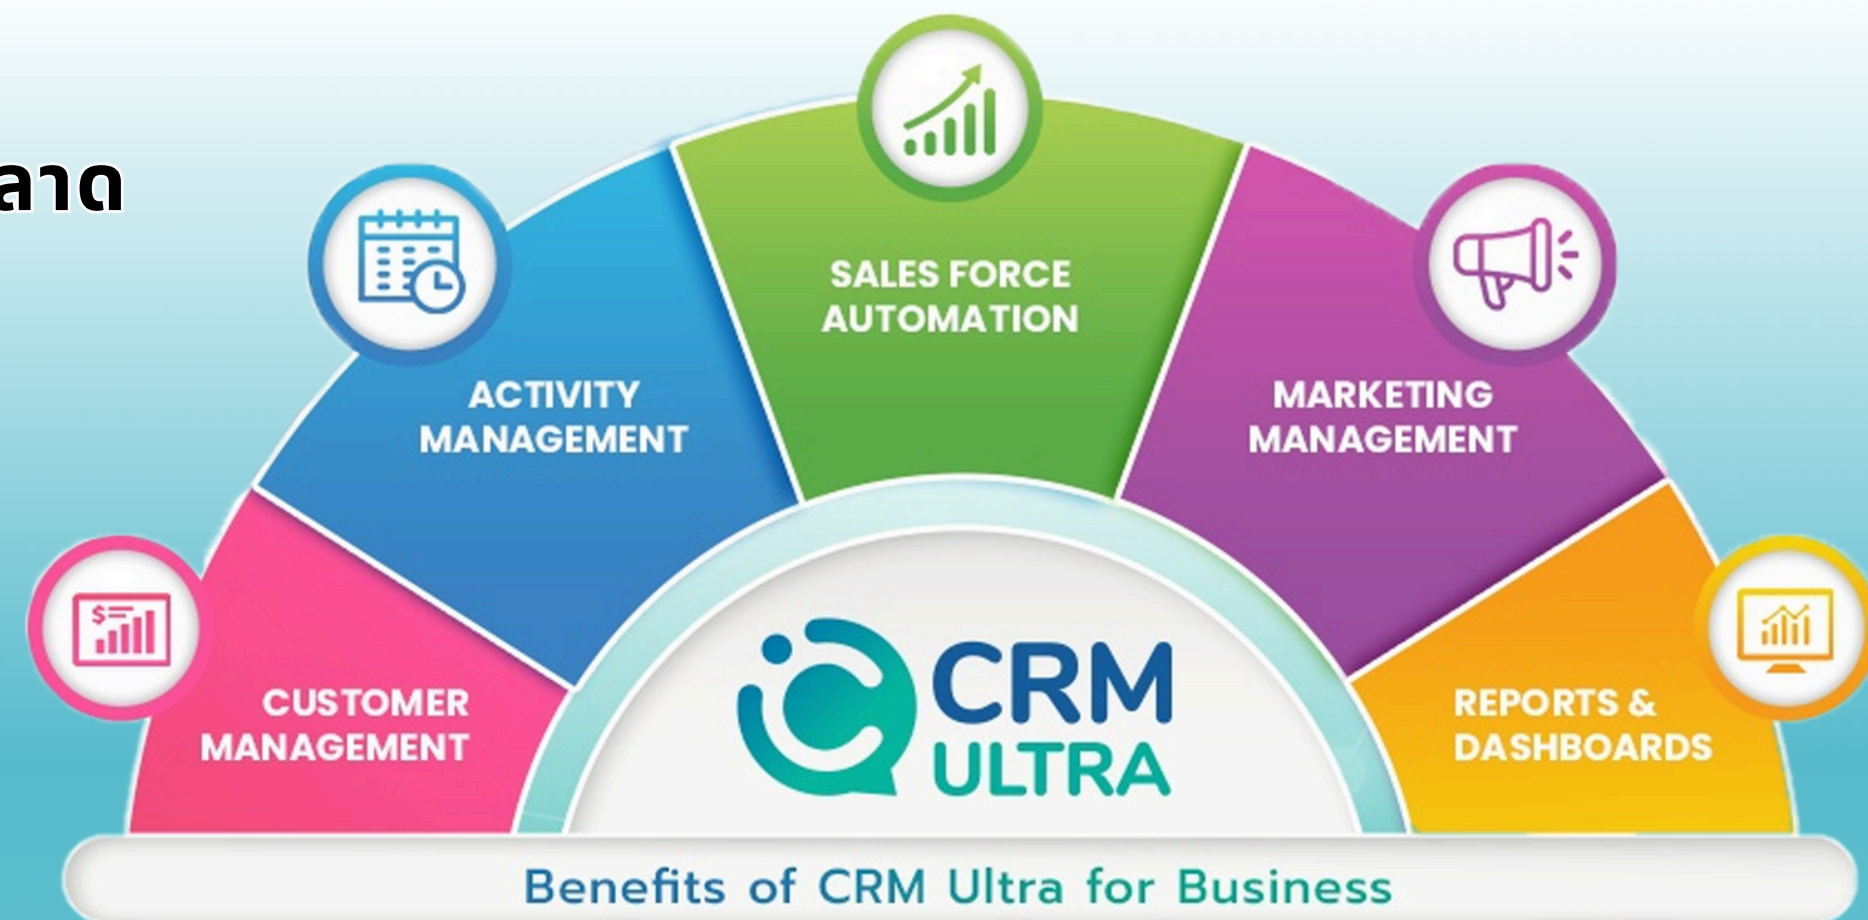 ลาด
SALES FORCE
AUTOMATION
ACTIVITY
MANAGEMENT
MARKETING
MANAGEMENT
CUSTOMER
MANAGEMENT
REPORTS &
DASHBOARDS
CRM
ULTRA
Benefits of CRM Ultra for Business